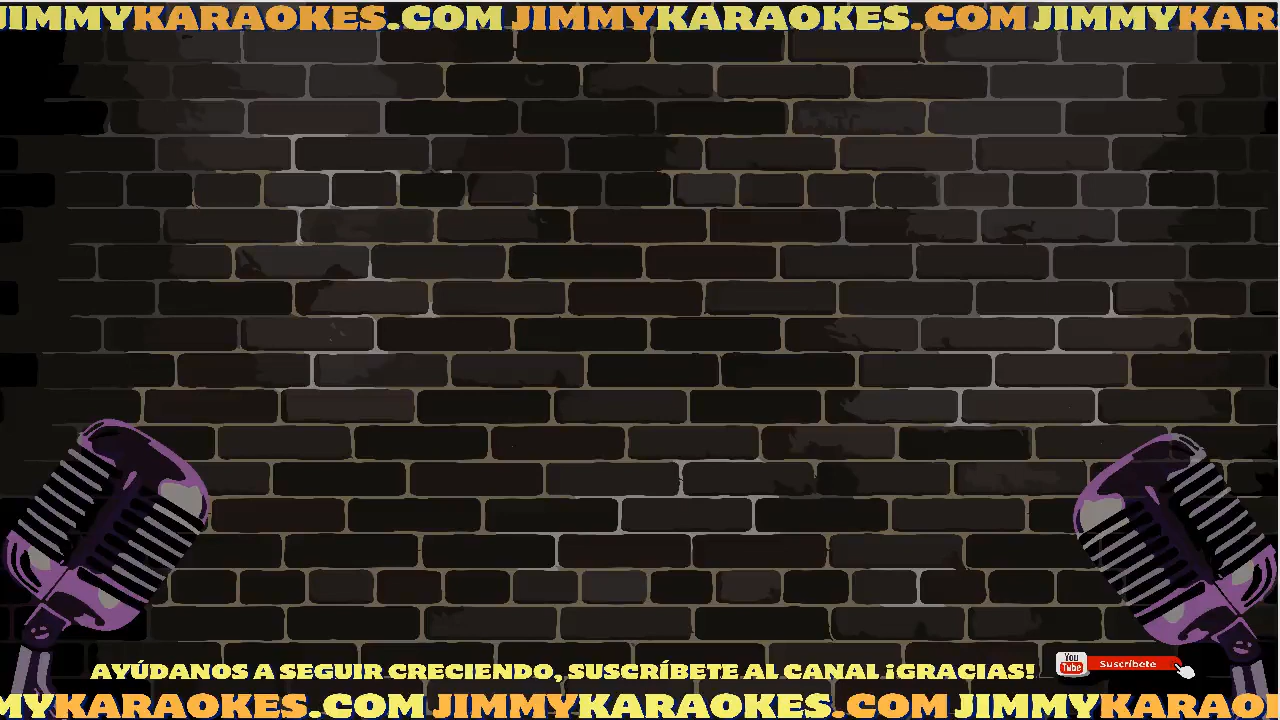 JIMMYKARAOKES.COM JIMMYKARAOKES.COM JIMMYKAR
AYÚDANOS A SEGUIR CRECIENDO, SUSCRÍBETE AL CANAL ¡GRACIAS!
You Tube Suscríbete
MYKARAOKES.COM JIMMYKARAOKES.COM JIMMYKARAO